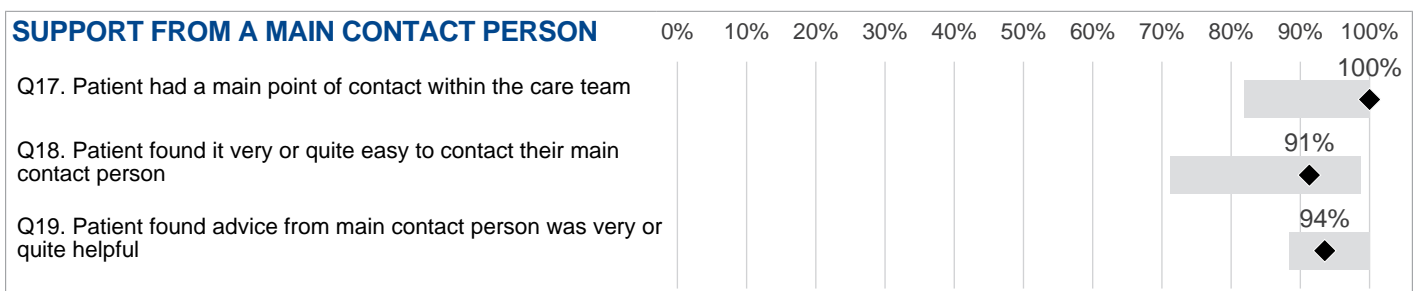 SUPPORT FROM A MAIN CONTACT PERSON 0% 10% 20% 30% 40% 50% 60% 70% 80% 90% 100%
100%
Q17. Patient had a main point of contact within the care team
91%
Q18. Patient found it very or quite easy to contact their main
contact person
94%
Q19. Patient found advice from main contact person was very or
quite helpful